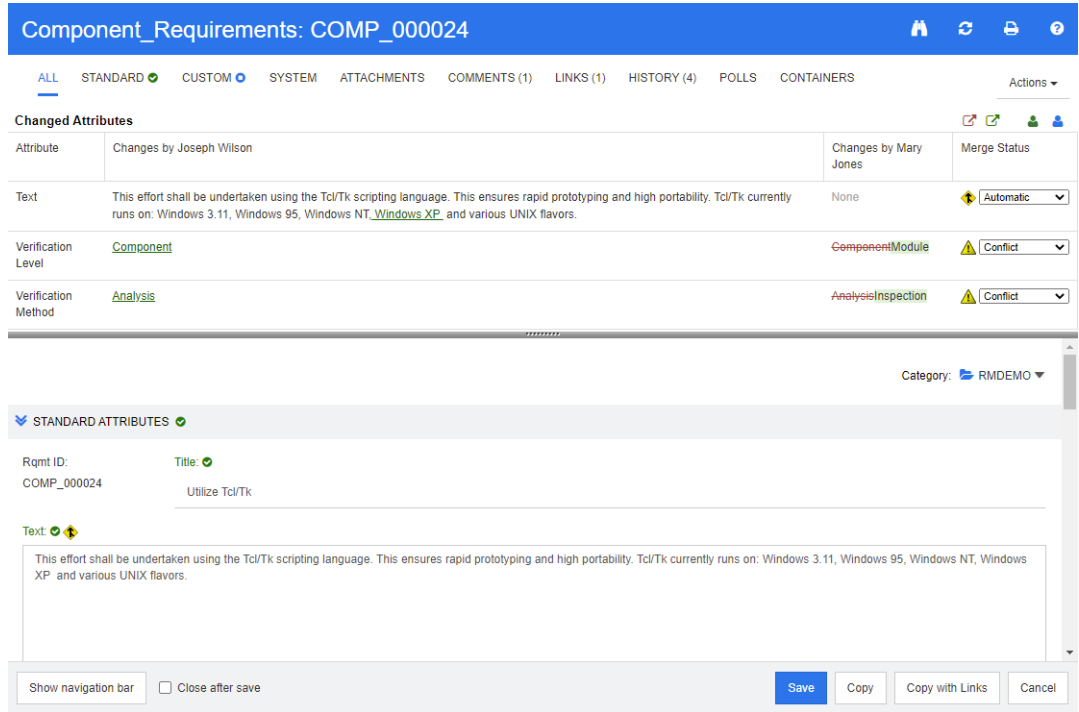 Component_Requirements: COMP_000024
ALL STANDARD CUSTOM SYSTEM ATTACHMENTS COMMENTS (1) LINKS (1) HISTORY (4) POLLS CONTAINERS
Actions
Changed Attributes
Attribute Changes by Joseph Wilson Changes by Mary Jones Merge Status
Text This effort shall be undertaken using the Tcl/Tk scripting language. This ensures rapid prototyping and high portability. Tcl/Tk currently
runs on: Windows 3.11, Windows 95, Windows NT, Windows XP and various UNIX flavors.
None Automatic
Verification Level Component ComponentModule Conflict
Verification Method Analysis AnalysisInspection Conflict
Category: RMDEMO
STANDARD ATTRIBUTES
Rqmt ID: Title:
COMP_000024 Utilize Tcl/Tk
Text:
This effort shall be undertaken using the Tcl/Tk scripting language. This ensures rapid prototyping and high portability. Tcl/Tk currently runs on: Windows 3.11, Windows 95, Windows NT, Windows
XP and various UNIX flavors.
Show navigation bar Close after save Save Copy Copy with Links Cancel